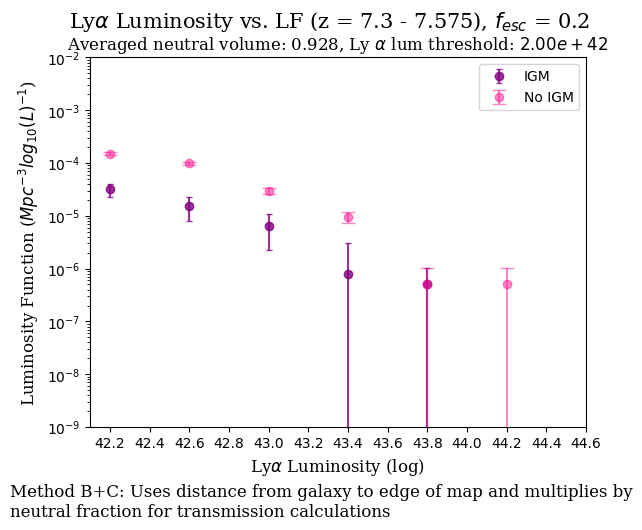 Lyα Luminosity vs. LF (z = 7.3 - 7.575), f_esc = 0.2
Averaged neutral volume: 0.928, Ly α lum threshold: 2.00e + 42
IGM
No IGM
Luminosity Function (Mpc⁻³log₁₀(L)⁻¹)
10⁻²
10⁻³
10⁻⁴
10⁻⁵
10⁻⁶
10⁻⁷
10⁻⁸
10⁻⁹
42.2 42.4 42.6 42.8 43.0 43.2 43.4 43.6 43.8 44.0 44.2 44.4 44.6
Lyα Luminosity (log)
Method B+C: Uses distance from galaxy to edge of map and multiplies by
neutral fraction for transmission calculations